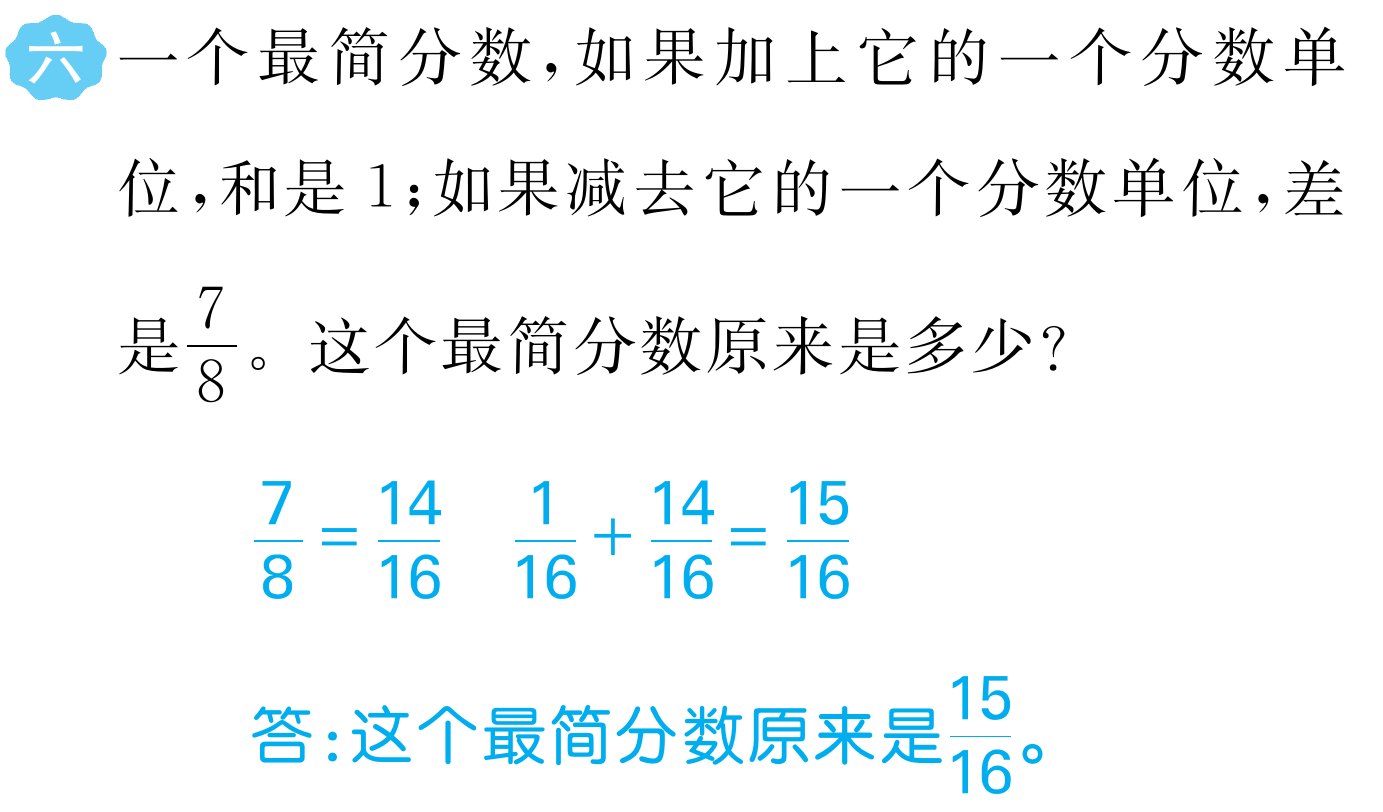 六 一个最简分数,如果加上它的一个分数单
位,和是1;如果减去它的一个分数单位,差
是7/8。这个最简分数原来是多少?
7/8=14/16 1/16+14/16=15/16
答:这个最简分数原来是15/16。